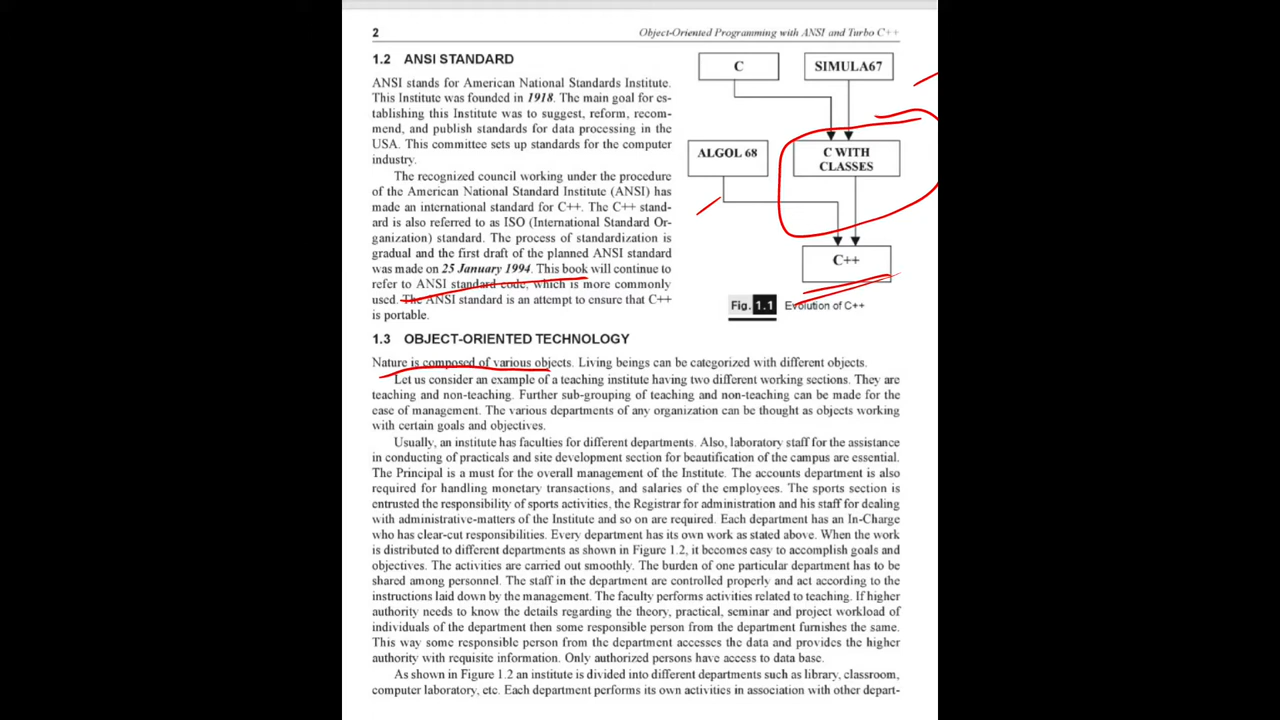 2
Object-Oriented Programming with ANSI and Turbo C++
1.2 ANSI STANDARD
ANSI stands for American National Standards Institute.
This Institute was founded in 1918. The main goal for es-
tablishing this Institute was to suggest, reform, recom-
mend, and publish standards for data processing in the
USA. This committee sets up standards for the computer
industry.
The recognized council working under the procedure
of the American National Standard Institute (ANSI) has
made an international standard for C++. The C++ stand-
ard is also referred to as ISO (International Standard Or-
ganization) standard. The process of standardization is
gradual and the first draft of the planned ANSI standard
was made on 25 January 1994. This book will continue to
refer to ANSI standard code, which is more commonly
used. The ANSI standard is an attempt to ensure that C++
is portable.
C
SIMULA67
ALGOL 68
C WITH
CLASSES
C++
Fig. 1.1 Evolution of C++
1.3 OBJECT-ORIENTED TECHNOLOGY
Nature is composed of various objects. Living beings can be categorized with different objects.
Let us consider an example of a teaching institute having two different working sections. They are
teaching and non-teaching. Further sub-grouping of teaching and non-teaching can be made for the
ease of management. The various departments of any organization can be thought as objects working
with certain goals and objectives.
Usually, an institute has faculties for different departments. Also, laboratory staff for the assistance
in conducting of practicals and site development section for beautification of the campus are essential.
The Principal is a must for the overall management of the Institute. The accounts department is also
required for handling monetary transactions, and salaries of the employees. The sports section is
entrusted the responsibility of sports activities, the Registrar for administration and his staff for dealing
with administrative-matters of the Institute and so on are required. Each department has an In-Charge
who has clear-cut responsibilities. Every department has its own work as stated above. When the work
is distributed to different departments as shown in Figure 1.2, it becomes easy to accomplish goals and
objectives. The activities are carried out smoothly. The burden of one particular department has to be
shared among personnel. The staff in the department are controlled properly and act according to the
instructions laid down by the management. The faculty performs activities related to teaching. If higher
authority needs to know the details regarding the theory, practical, seminar and project workload of
individuals of the department then some responsible person from the department furnishes the same.
This way some responsible person from the department accesses the data and provides the higher
authority with requisite information. Only authorized persons have access to data base.
As shown in Figure 1.2 an institute is divided into different departments such as library, classroom,
computer laboratory, etc. Each department performs its own activities in association with other depart-